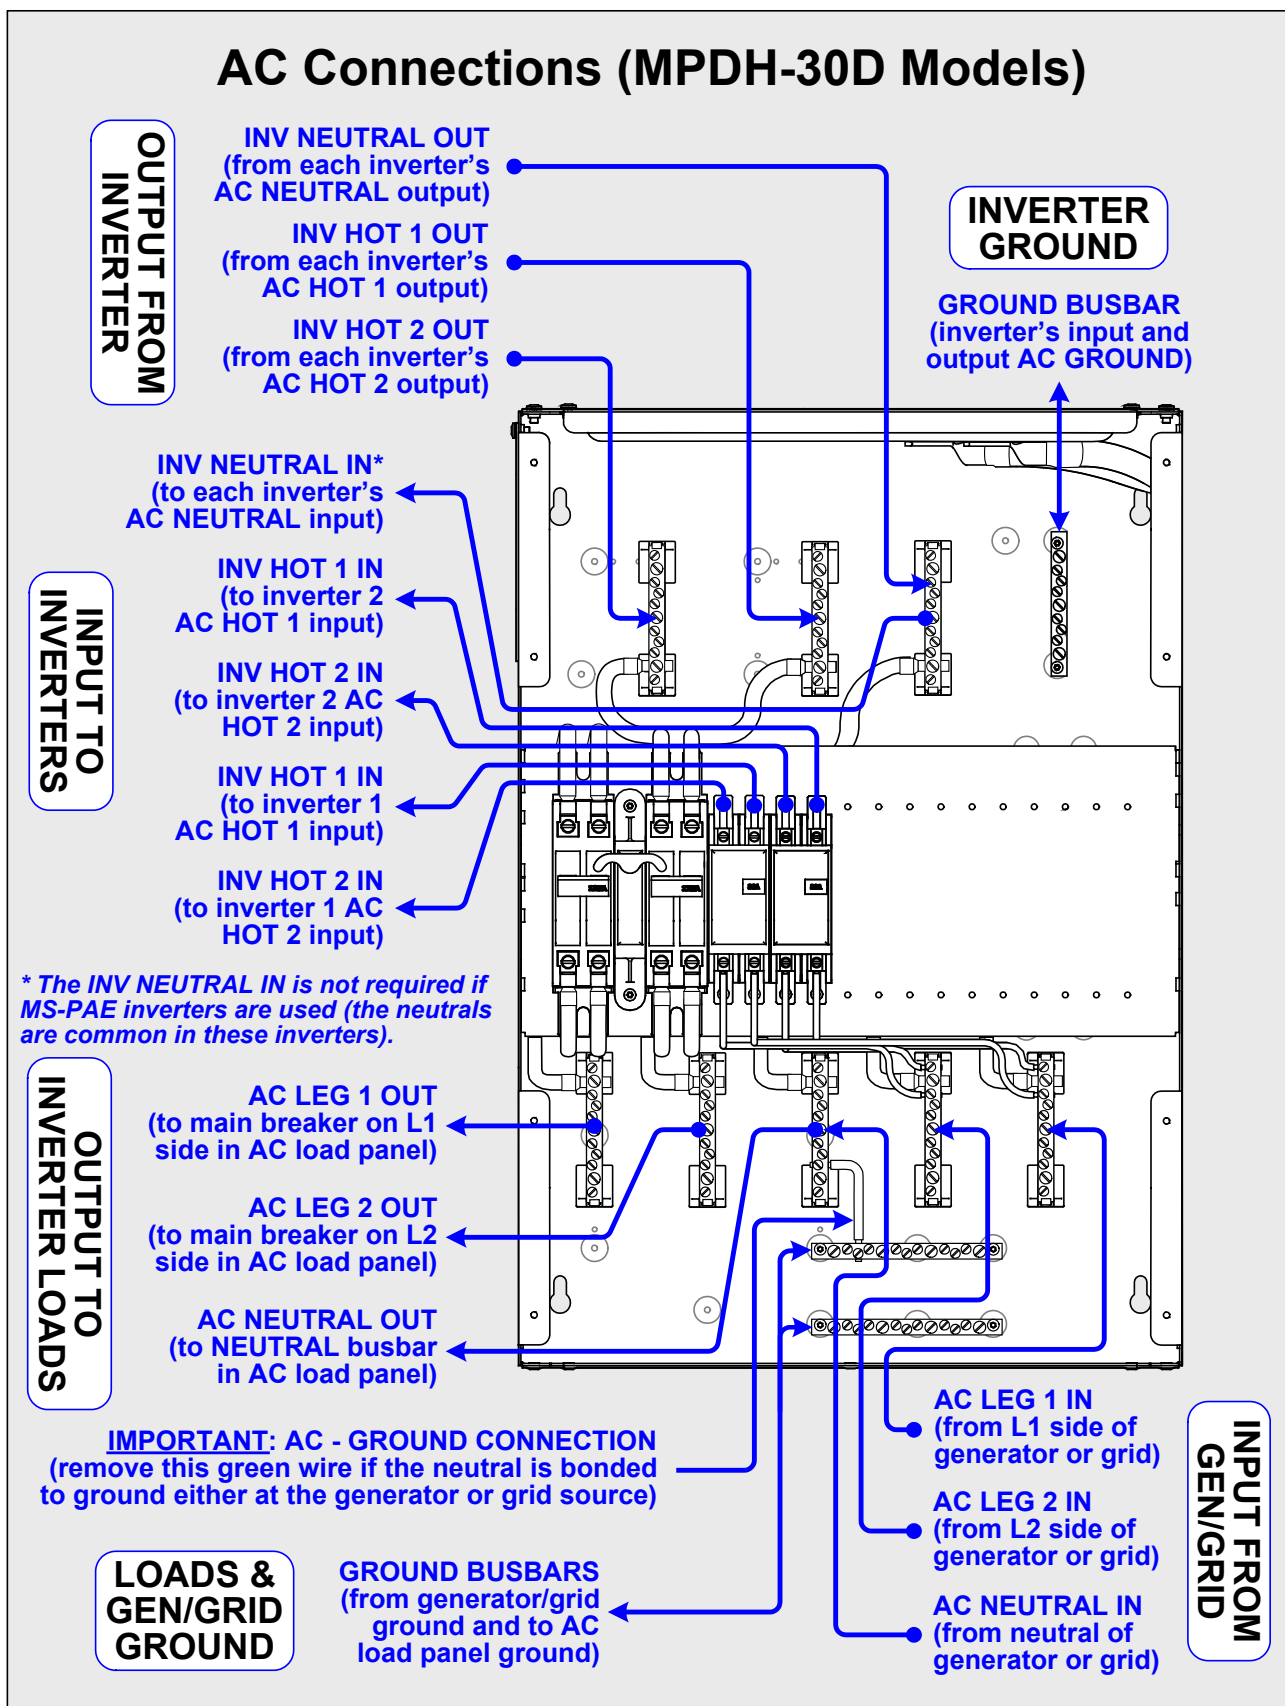 AC Connections (MPDH-30D Models)
OUTPUT FROM
INVERTER
INV NEUTRAL OUT
(from each inverter’s
AC NEUTRAL output)
INV HOT 1 OUT
(from each inverter’s
AC HOT 1 output)
INV HOT 2 OUT
(from each inverter’s
AC HOT 2 output)
INVERTER
GROUND
GROUND BUSBAR
(inverter’s input and
output AC GROUND)
INPUT TO
INVERTERS
INV NEUTRAL IN*
(to each inverter’s
AC NEUTRAL input)
INV HOT 1 IN
(to inverter 2
AC HOT 1 input)
INV HOT 2 IN
(to inverter 2 AC
HOT 2 input)
INV HOT 1 IN
(to inverter 1
AC HOT 1 input)
INV HOT 2 IN
(to inverter 1 AC
HOT 2 input)
* The INV NEUTRAL IN is not required if
MS-PAE inverters are used (the neutrals
are common in these inverters).
OUTPUT TO
INVERTER LOADS
AC LEG 1 OUT
(to main breaker on L1
side in AC load panel)
AC LEG 2 OUT
(to main breaker on L2
side in AC load panel)
AC NEUTRAL OUT
(to NEUTRAL busbar
in AC load panel)
IMPORTANT: AC - GROUND CONNECTION
(remove this green wire if the neutral is bonded
to ground either at the generator or grid source)
LOADS &
GEN/GRID
GROUND
GROUND BUSBARS
(from generator/grid
ground and to AC
load panel ground)
AC LEG 1 IN
(from L1 side of
generator or grid)
AC LEG 2 IN
(from L2 side of
generator or grid)
AC NEUTRAL IN
(from neutral of
generator or grid)
INPUT FROM
GEN/GRID